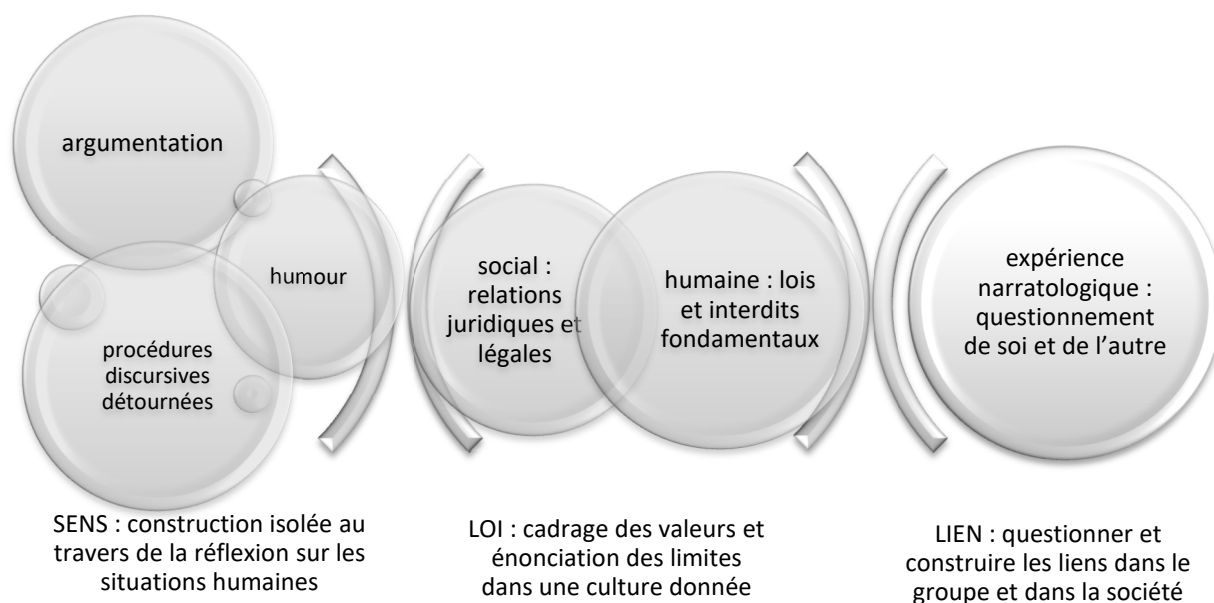 argumentation
humour
procédures
discursives
détournées
SENS : construction isolée au
travers de la réflexion sur les
situations humaines
social :
relations
juridiques et
légales
humaine : lois
et interdits
fondamentaux
LOI : cadrage des valeurs et
énonciation des limites
dans une culture donnée
expérience
narratologique :
questionnement
de soi et de l’autre
LIEN : questionner et
construire les liens dans le
groupe et dans la société